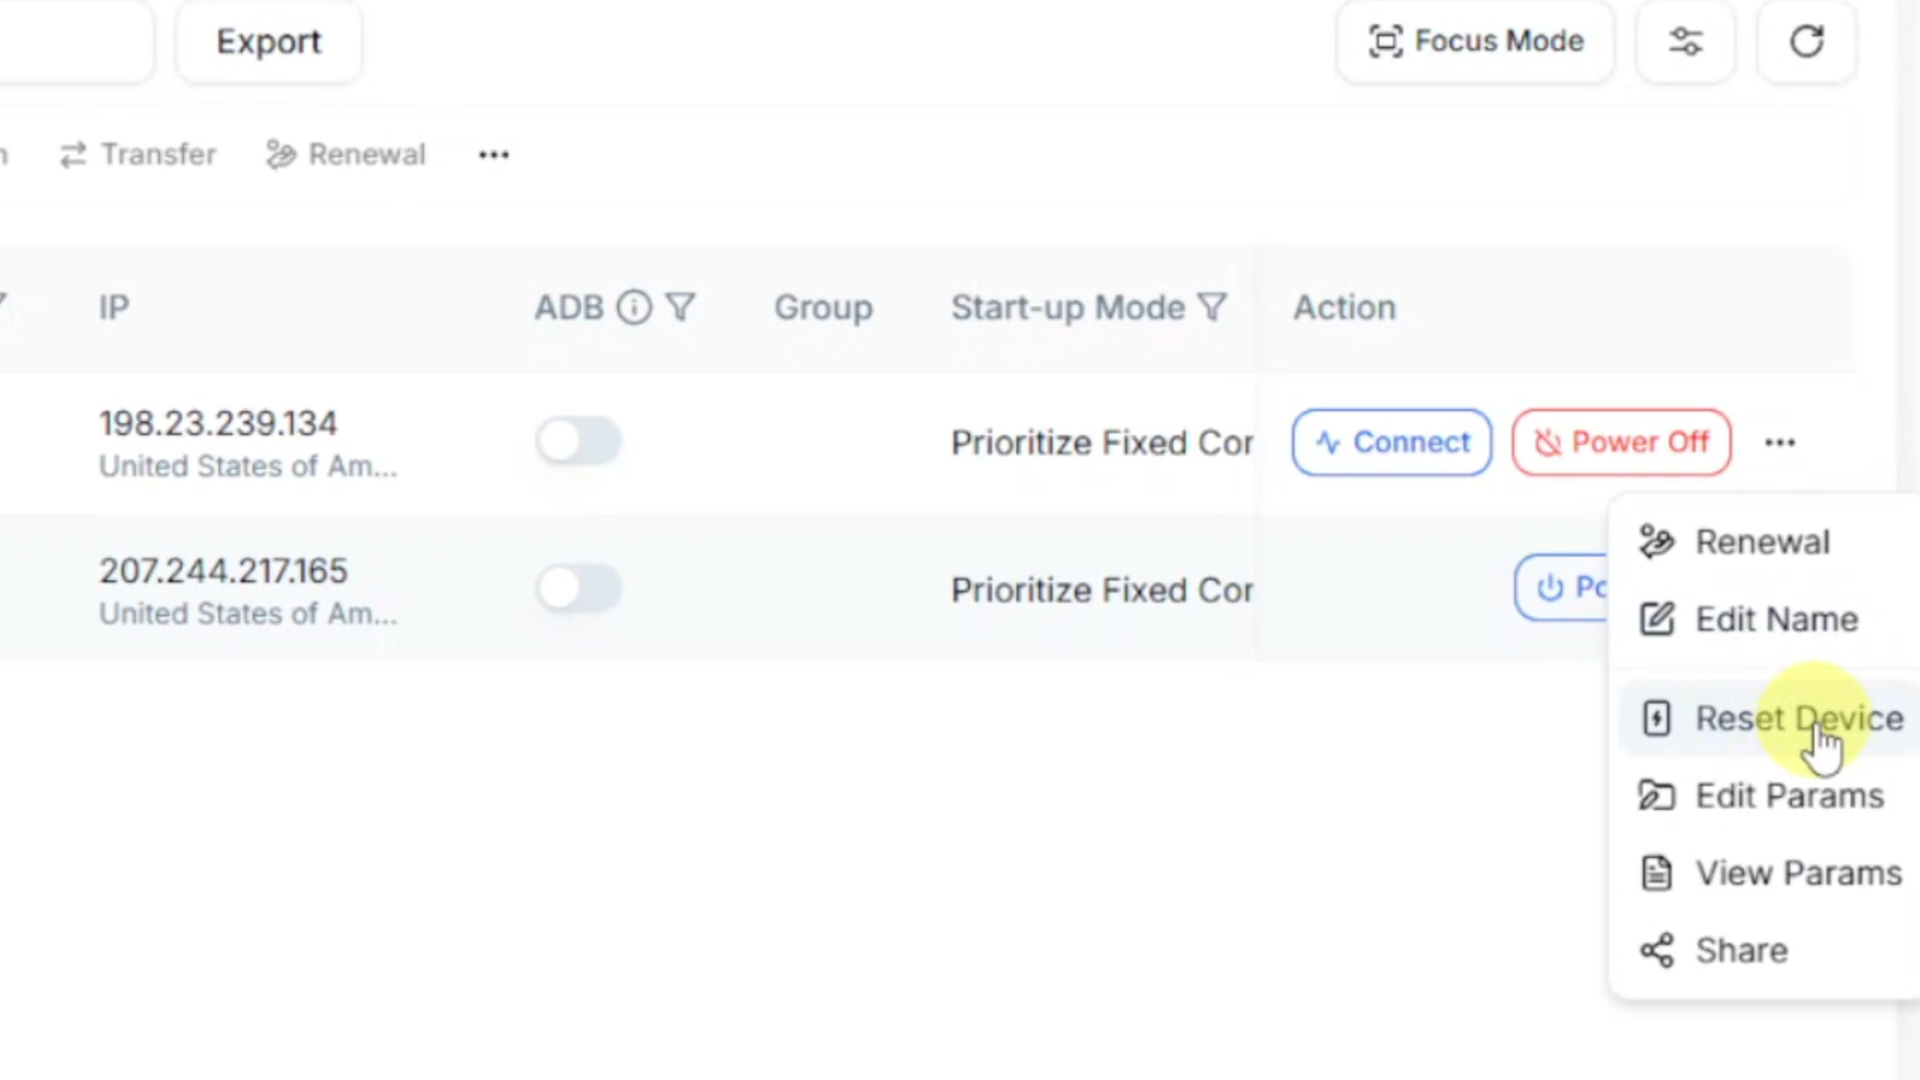 Export
Focus Mode
Transfer
Renewal
IP
ADB
Group
Start-up Mode
Action
198.23.239.134
United States of Am...
Prioritize Fixed Cor
Connect
Power Off
207.244.217.165
United States of Am...
Prioritize Fixed Cor
Po
Renewal
Edit Name
Reset Device
Edit Params
View Params
Share